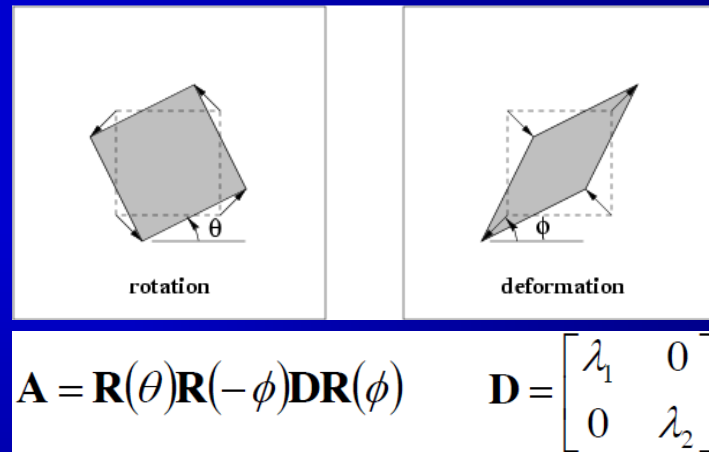 θ
ϕ
rotation
deformation
A = R(θ)R(−ϕ)DR(ϕ)
D = [λ₁ 0
0 λ₂]